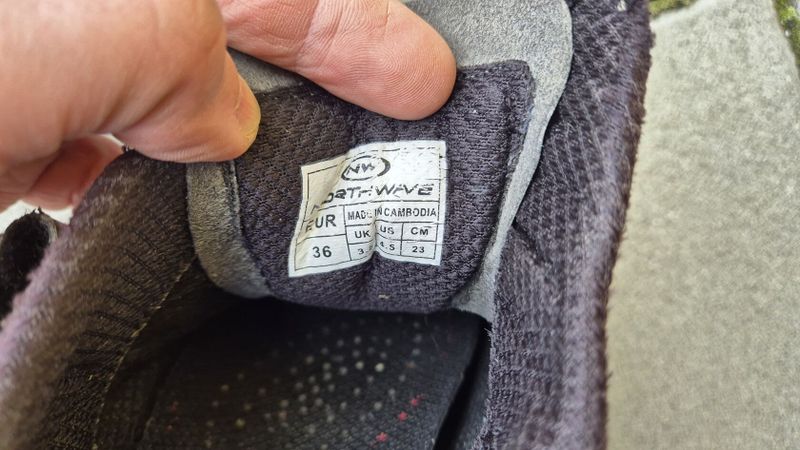 NW
NORTHWAVE
EUR MADE IN CAMBODIA
UK US CM
36 3. 4.5 23